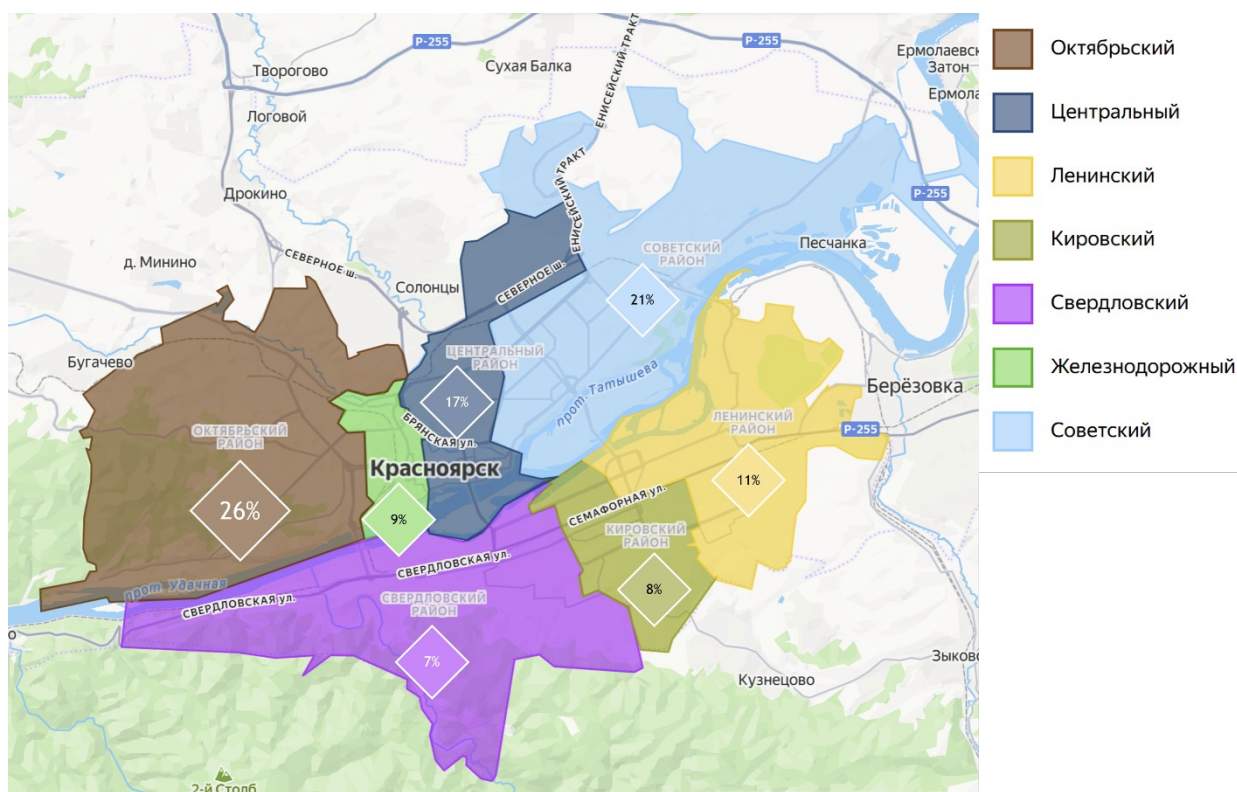 Р-255
Р-255
Ермолаевск
Затон
Ермола
Творогово
Сухая Балка
ЕНИСЕЙСКИЙ ТРАКТ
Логовой
ЕНИСЕЙСКИЙ ТРАКТ
Дрокино
Р-255
д. Минино
СЕВЕРНОЕ ш.
Солонцы
СЕВЕРНОЕ ш.
СОВЕТСКИЙ
РАЙОН
Песчанка
21%
Бугачево
ЦЕНТРАЛЬНЫЙ
РАЙОН
прот. Татышева
Берёзовка
17%
БРЯНСКАЯ ул.
ОКТЯБРЬСКИЙ
РАЙОН
ЛЕНИНСКИЙ
РАЙОН
Р-255
Красноярск
11%
26%
9%
СЕМАФОРНАЯ ул.
КИРОВСКИЙ
РАЙОН
СВЕРДЛОВСКАЯ ул.
прот. Удачная
СВЕРДЛОВСКАЯ ул.
СВЕРДЛОВСКИЙ
РАЙОН
8%
о
7%
Зыково
Кузнецово
2-й Столб
Октябрьский
Центральный
Ленинский
Кировский
Свердловский
Железнодорожный
Советский